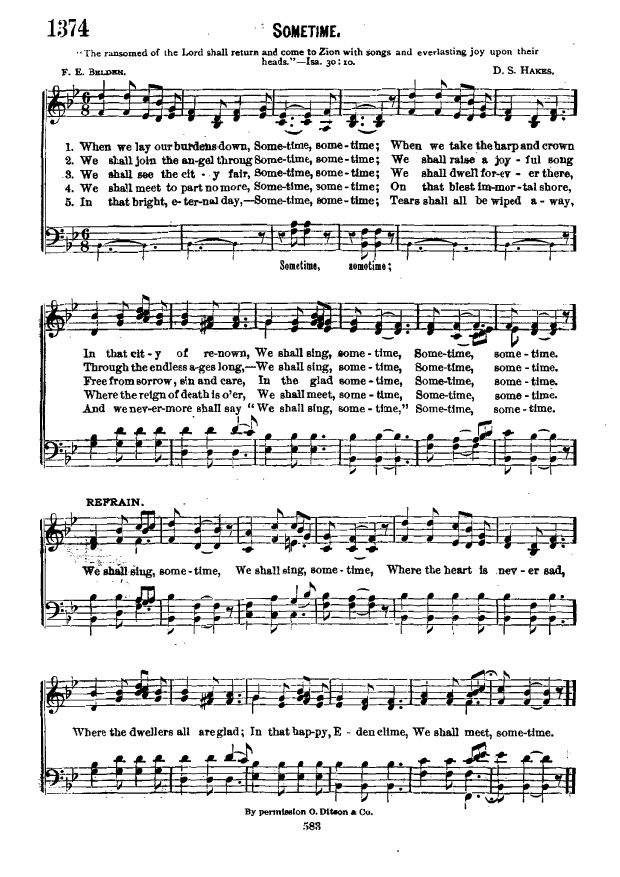 1374
SOMETIME.
"The ransomed of the Lord shall return and come to Zion with songs and everlasting joy upon their
heads."—Isa. 30:10.
F. E. BELDEN.
D. S. HAKES.
1. When we lay our burdens down, Some-time, some-time; When we take the harp and crown
2. We shall join the an-gel throng Some-time, some-time; We shall raise a joy - ful song
3. We shall see the cit - y fair, Some-time, some-time; We shall dwell for-ev - er there,
4. We shall meet to part no more, Some-time, some-time; On that blest im-mor-tal shore,
5. In that bright, e-ter-nal day,—Some-time, some-time; Tears shall all be wiped a-way,
Sometime, sometime;
In that cit-y of re-nown, We shall sing, some-time, Some-time, some-time.
Through the endless a-ges long,—We shall sing, some-time, Some-time, some-time.
Free from sorrow, sin and care, In the glad some-time, Some-time, some-time.
Where the reign of death is o'er, We shall meet, some-time, Some-time, some-time.
And we nev-er-more shall say "We shall sing, some-time," Some-time, some-time.
REFRAIN.
We shall sing, some-time, We shall sing, some-time, Where the heart is nev-er sad,
Where the dwellers all are glad; In that hap-py, E - den clime, We shall meet, some-time.
By permission O. Ditson & Co.
583